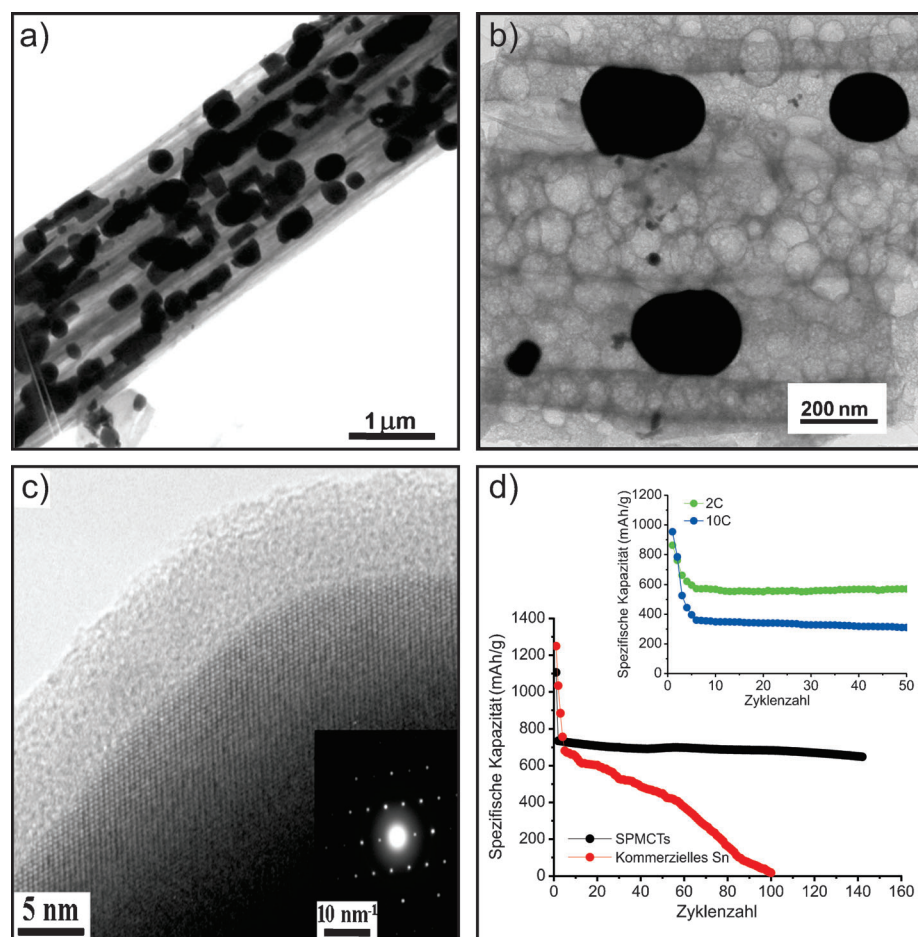 a)
1 µm
b)
200 nm
c)
5 nm
10 nm-1
d)
Spezifische Kapazität (mAh/g)
1200
1000
800
600
400
200
0
2C
10C
0 10 20 30 40 50
Zyklenzahl
Spezifische Kapazität (mAh/g)
1400
1200
1000
800
600
400
200
0
SPMCTs
Kommerzielles Sn
0 20 40 60 80 100 120 140 160
Zyklenzahl